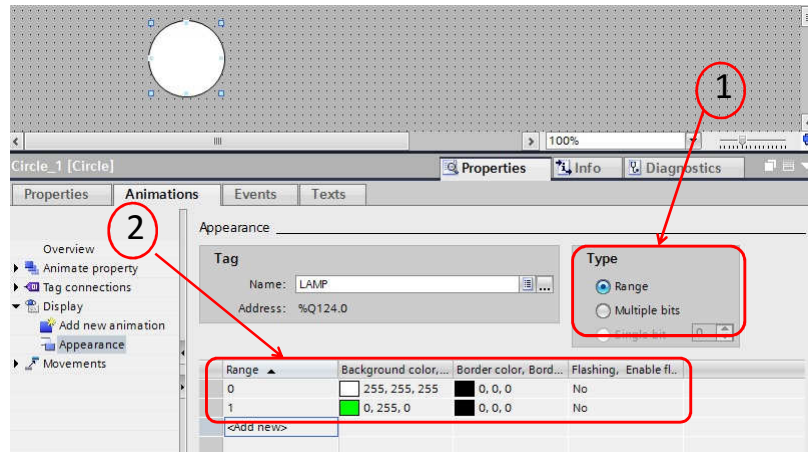 1
100%
Circle_1 [Circle]
Properties Info Diagnostics
Properties Animations Events Texts
2
Appearance
Overview
Animate property
Tag connections
Display
Add new animation
Appearance
Movements
Tag
Name: LAMP ...
Address: %Q124.0
Type
Range
Multiple bits
Single bit 0
Range Background color,... Border color, Bord... Flashing, Enable fl..
0 255, 255, 255 0, 0, 0 No
1 0, 255, 0 0, 0, 0 No
<Add new>